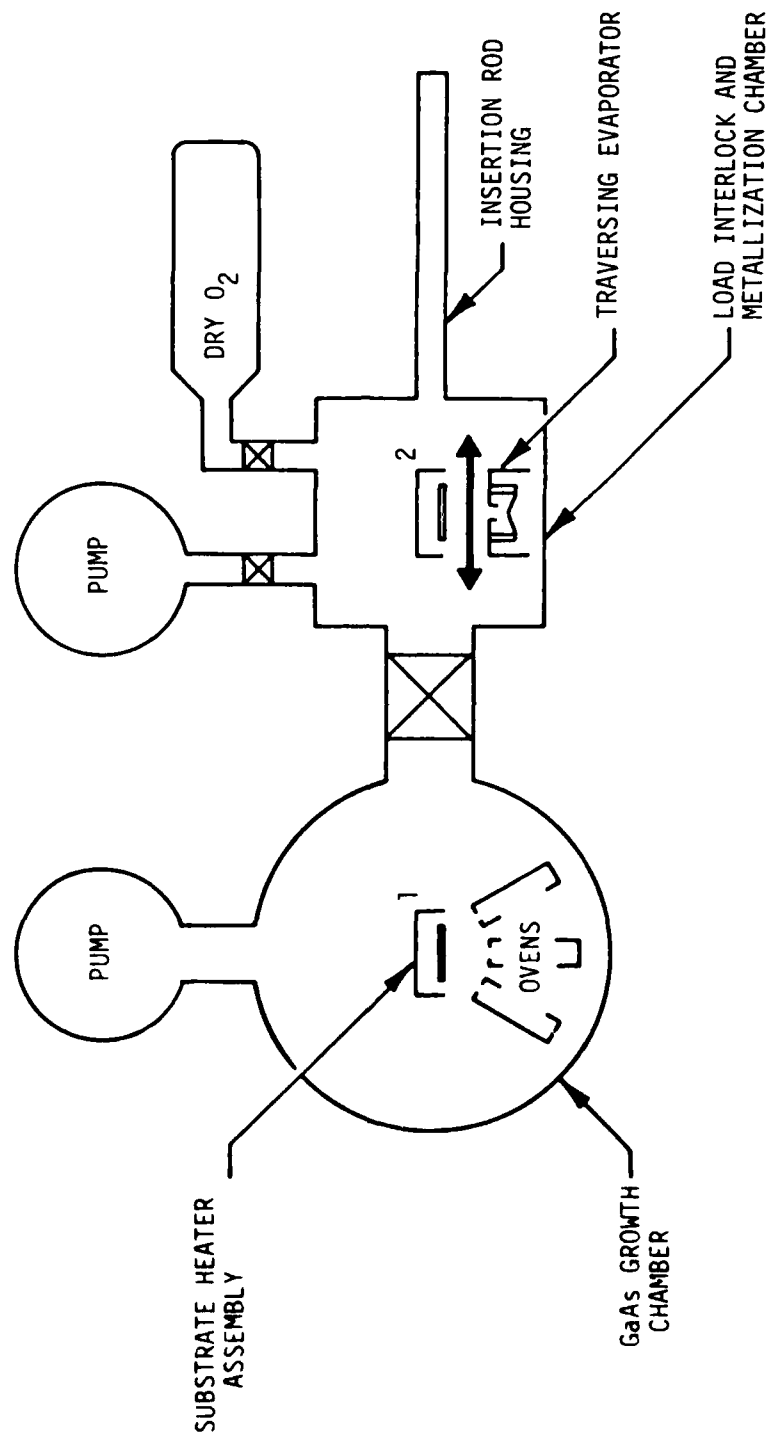 PUMP
PUMP
DRY O₂
SUBSTRATE HEATER
ASSEMBLY
1
2
OVENS
INSERTION ROD
HOUSING
TRAVERSING EVAPORATOR
GaAs GROWTH
CHAMBER
LOAD INTERLOCK AND
METALLIZATION CHAMBER